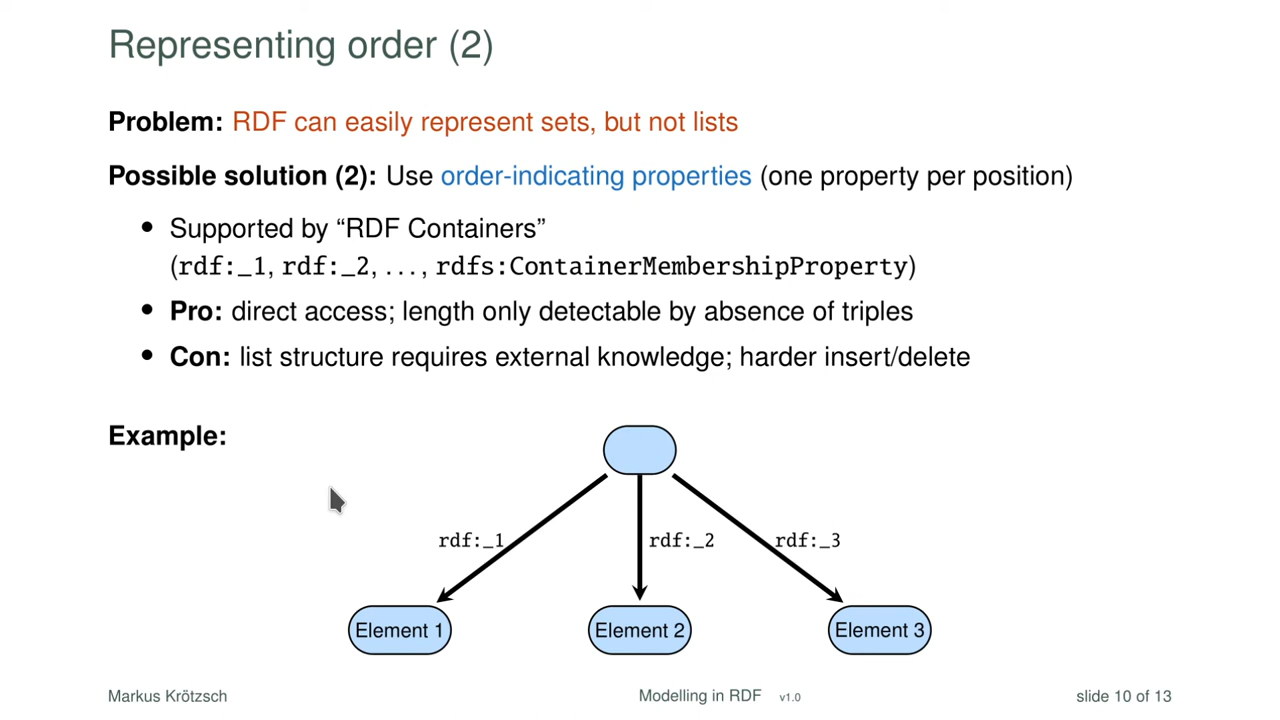 Representing order (2)
Problem: RDF can easily represent sets, but not lists
Possible solution (2): Use order-indicating properties (one property per position)
• Supported by “RDF Containers”
(rdf:_1, rdf:_2, ..., rdfs:ContainerMembershipProperty)
• Pro: direct access; length only detectable by absence of triples
• Con: list structure requires external knowledge; harder insert/delete
Example:
rdf:_1 rdf:_2 rdf:_3
Element 1 Element 2 Element 3
Markus Krötzsch Modelling in RDF v1.0 slide 10 of 13